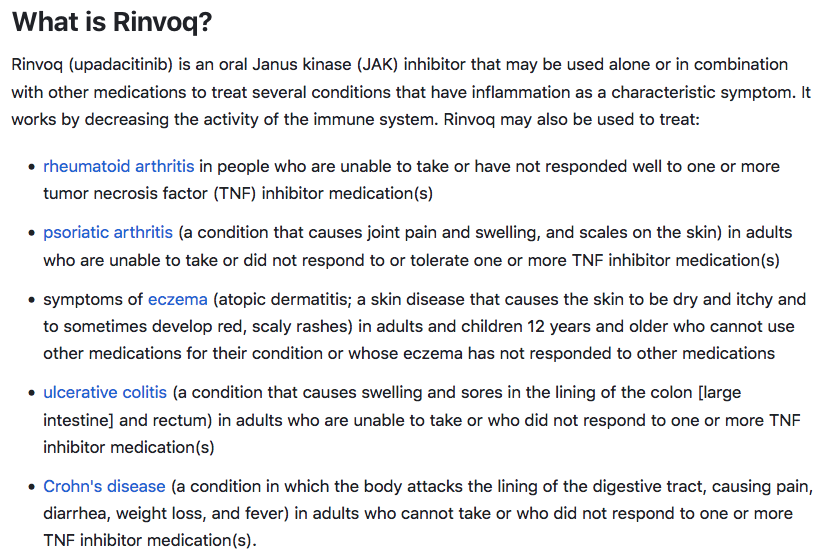 What is Rinvoq?
Rinvoq (upadacitinib) is an oral Janus kinase (JAK) inhibitor that may be used alone or in combination
with other medications to treat several conditions that have inflammation as a characteristic symptom. It
works by decreasing the activity of the immune system. Rinvoq may also be used to treat:
• rheumatoid arthritis in people who are unable to take or have not responded well to one or more
tumor necrosis factor (TNF) inhibitor medication(s)
• psoriatic arthritis (a condition that causes joint pain and swelling, and scales on the skin) in adults
who are unable to take or did not respond to or tolerate one or more TNF inhibitor medication(s)
• symptoms of eczema (atopic dermatitis; a skin disease that causes the skin to be dry and itchy and
to sometimes develop red, scaly rashes) in adults and children 12 years and older who cannot use
other medications for their condition or whose eczema has not responded to other medications
• ulcerative colitis (a condition that causes swelling and sores in the lining of the colon [large
intestine] and rectum) in adults who are unable to take or who did not respond to one or more TNF
inhibitor medication(s)
• Crohn's disease (a condition in which the body attacks the lining of the digestive tract, causing pain,
diarrhea, weight loss, and fever) in adults who cannot take or who did not respond to one or more
TNF inhibitor medication(s).